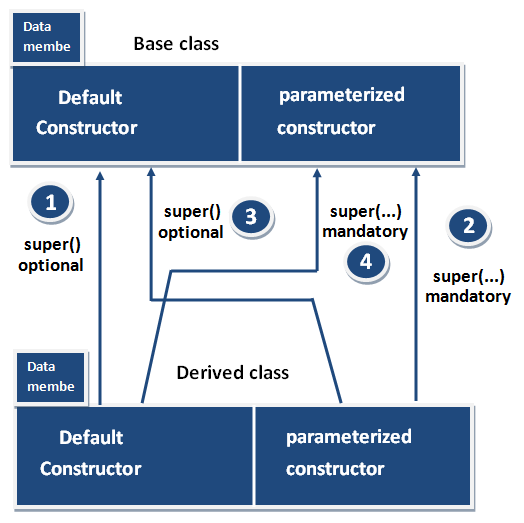 Data
membe
Base class
Default
Constructor
parameterized
constructor
1
super()
optional
super()
optional
3
super(...)
mandatory
4
2
super(...)
mandatory
Data
membe
Derived class
Default
Constructor
parameterized
constructor